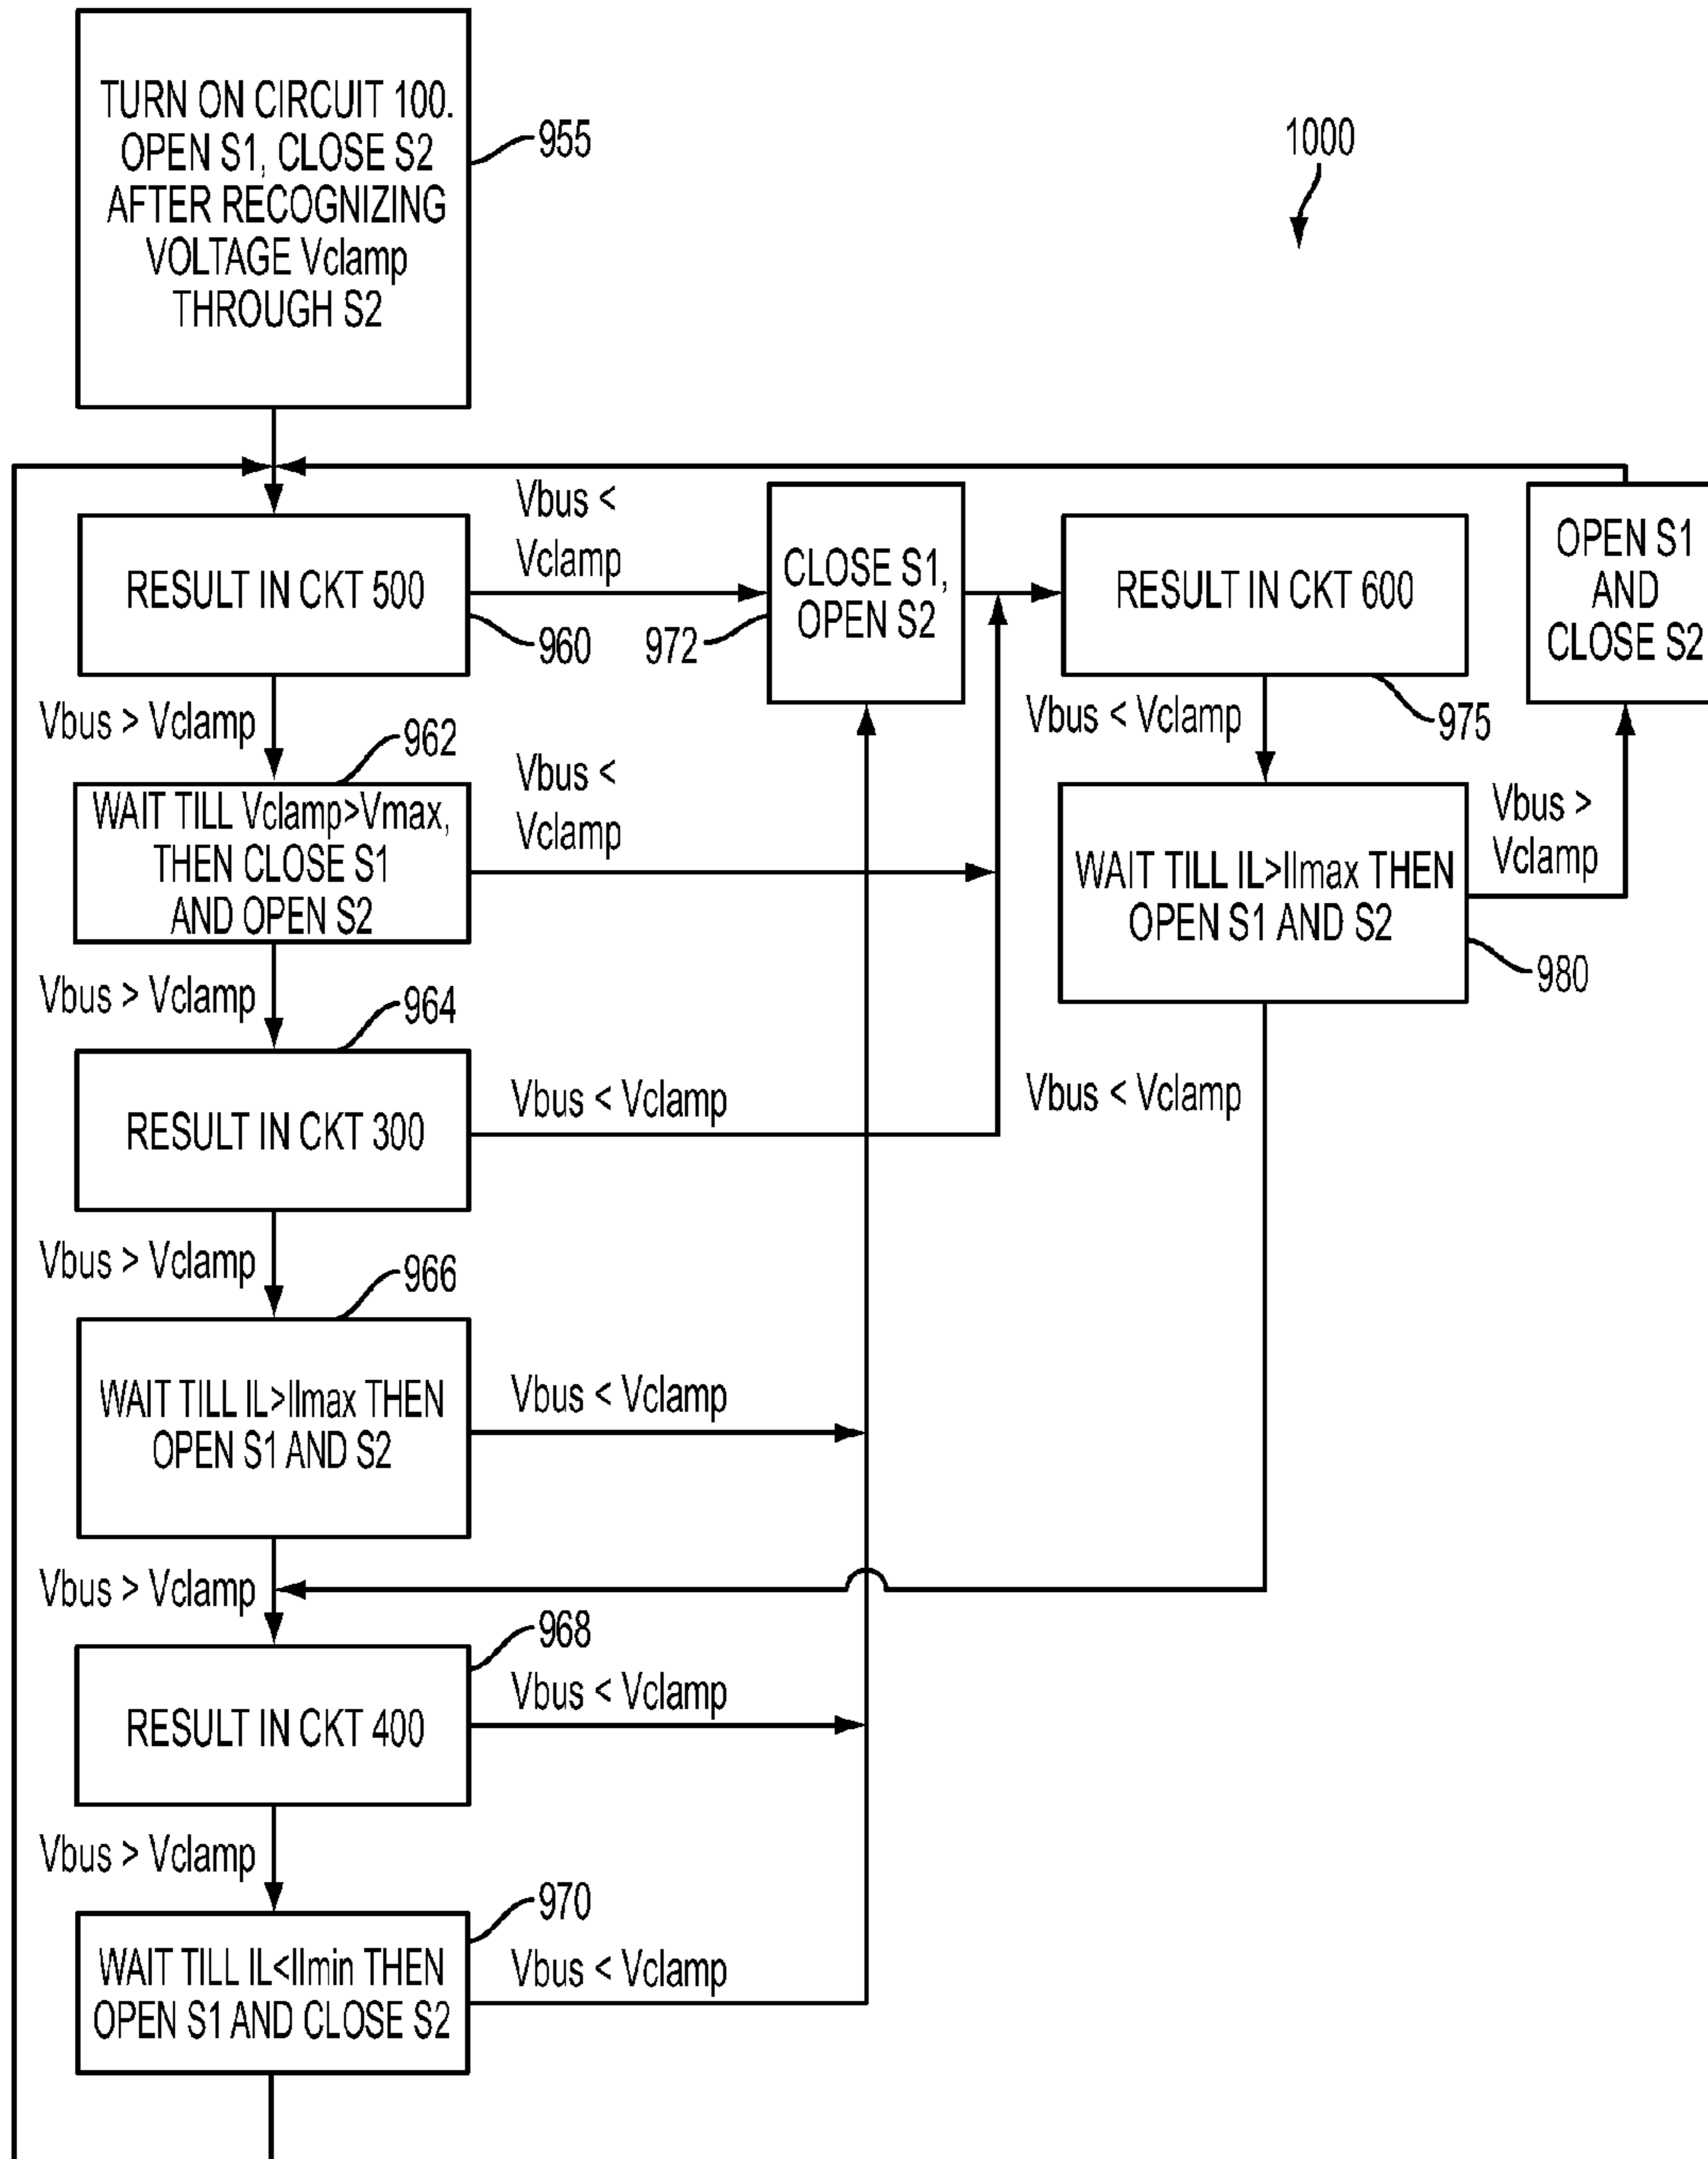 TURN ON CIRCUIT 100.
OPEN S1, CLOSE S2
AFTER RECOGNIZING
VOLTAGE Vclamp
THROUGH S2
955
1000
RESULT IN CKT 500
960
Vbus <
Vclamp
CLOSE S1,
OPEN S2
972
RESULT IN CKT 600
975
OPEN S1
AND
CLOSE S2
Vbus > Vclamp
962
WAIT TILL Vclamp>Vmax,
THEN CLOSE S1
AND OPEN S2
Vbus <
Vclamp
Vbus < Vclamp
WAIT TILL IL>Ilmax THEN
OPEN S1 AND S2
980
Vbus >
Vclamp
Vbus > Vclamp
964
RESULT IN CKT 300
Vbus < Vclamp
Vbus < Vclamp
Vbus > Vclamp
966
WAIT TILL IL>Ilmax THEN
OPEN S1 AND S2
Vbus < Vclamp
Vbus > Vclamp
968
RESULT IN CKT 400
Vbus < Vclamp
Vbus > Vclamp
970
WAIT TILL IL<Ilmin THEN
OPEN S1 AND CLOSE S2
Vbus < Vclamp